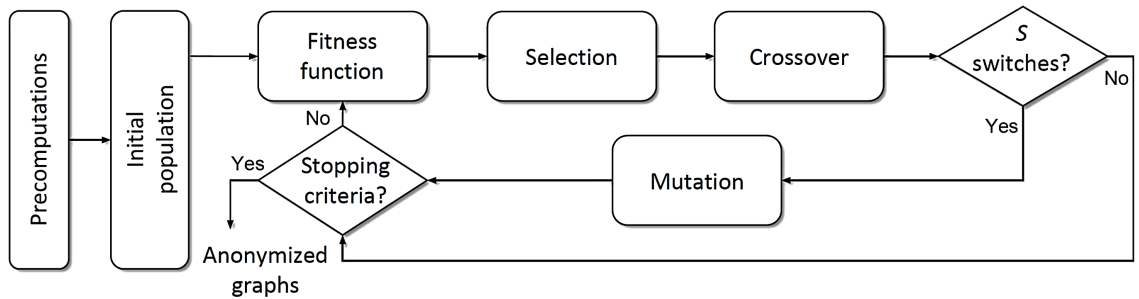 Precomputations
Initial
population
Fitness
function
Selection
Crossover
S
switches?
No
Yes
Mutation
No
Stopping
criteria?
Yes
Anonymized
graphs